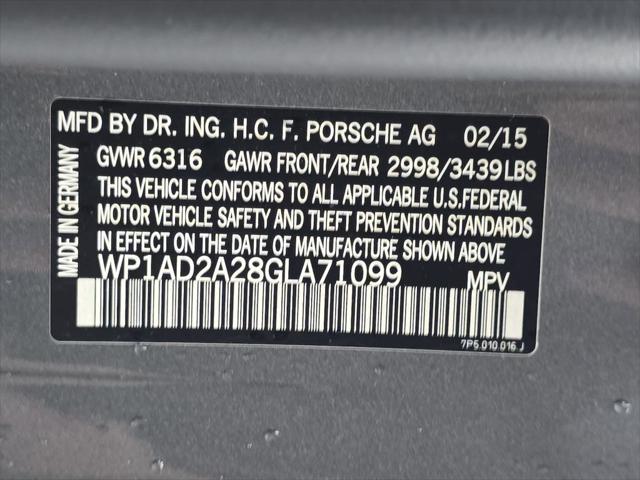 MFD BY DR. ING. H.C. F. PORSCHE AG 02/15
GVWR 6316 GAWR FRONT/REAR 2998/3439LBS
THIS VEHICLE CONFORMS TO ALL APPLICABLE U.S.FEDERAL
MOTOR VEHICLE SAFETY AND THEFT PREVENTION STANDARDS
IN EFFECT ON THE DATE OF MANUFACTURE SHOWN ABOVE
WP1AD2A28GLA71099 MPV
7P5.010.016.J
MADE IN GERMANY